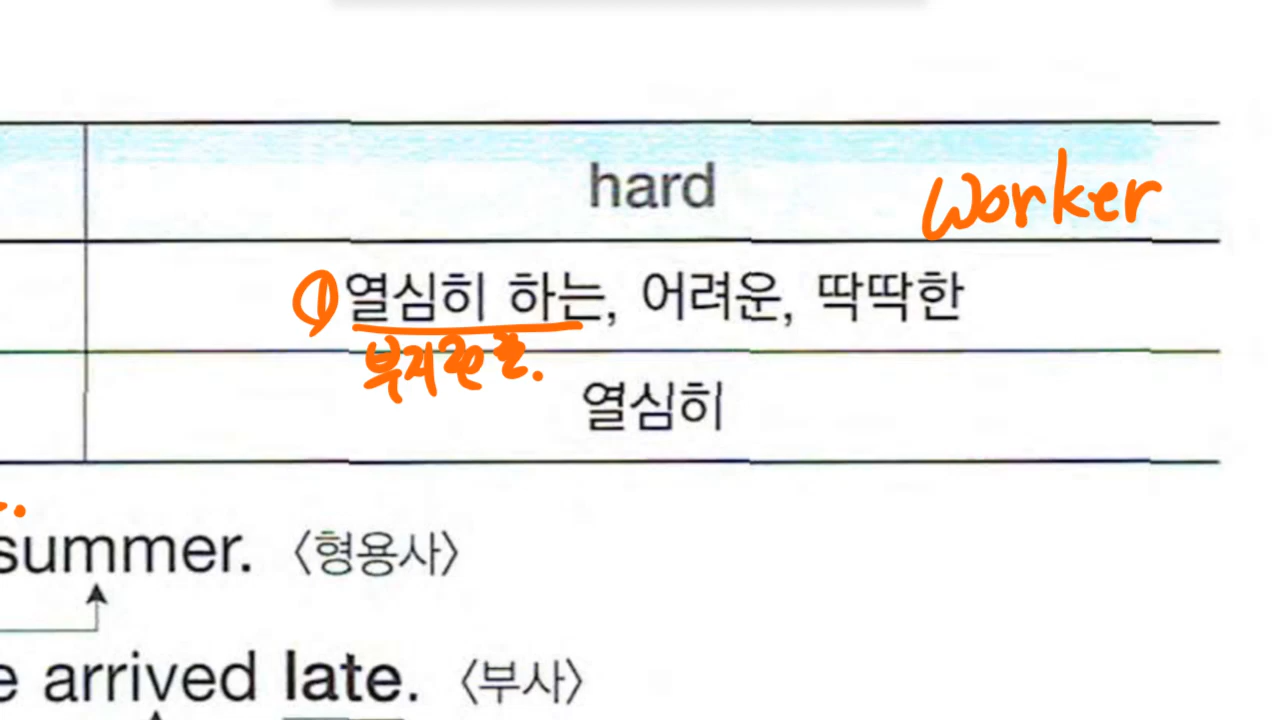 hard worker
① 열심히 하는, 어려운, 딱딱한
부지런한.
열심히
summer. 〈형용사〉
e arrived late. 〈부사〉